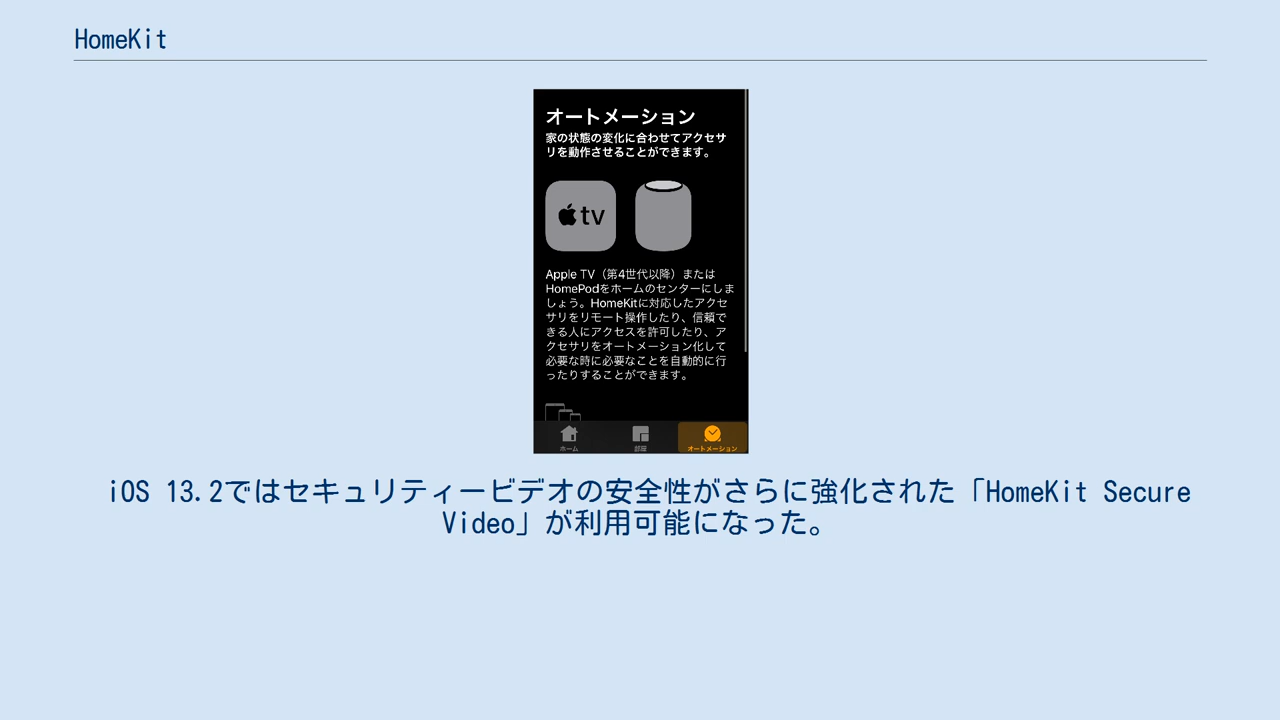 HomeKit
オートメーション
家の状態の変化に合わせてアクセサ
リを動作させることができます。
tv
Apple TV（第4世代以降）または
HomePodをホームのセンターにしま
しょう。HomeKitに対応したアクセ
サリをリモート操作したり、信頼で
きる人にアクセスを許可したり、ア
クセサリをオートメーション化して
必要な時に必要なことを自動的に行
ったりすることができます。
ホーム 部屋 オートメーション
iOS 13.2ではセキュリティービデオの安全性がさらに強化された「HomeKit Secure
Video」が利用可能になった。